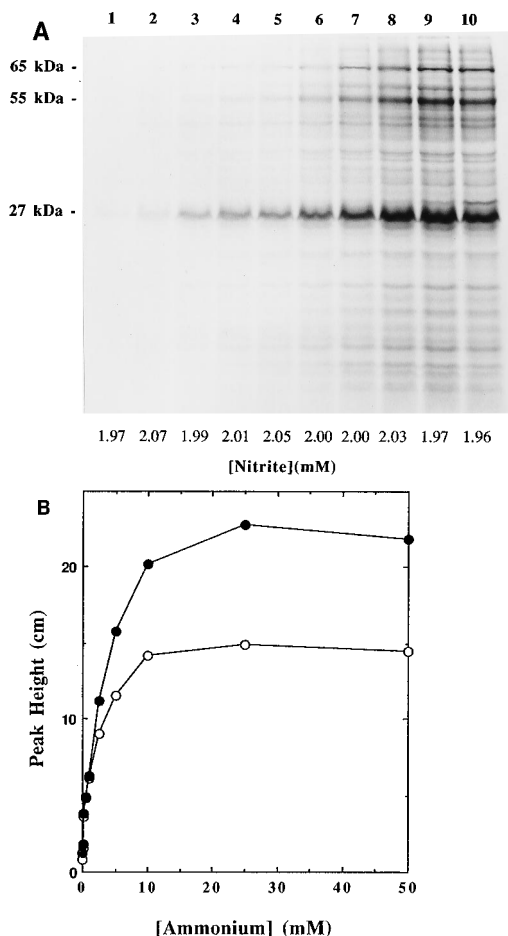 A
1 2 3 4 5 6 7 8 9 10
65 kDa -
55 kDa -
27 kDa -
1.97 2.07 1.99 2.01 2.05 2.00 2.00 2.03 1.97 1.96
[Nitrite](mM)
B
20
10
0
Peak Height (cm)
0 10 20 30 40 50
[Ammonium] (mM)